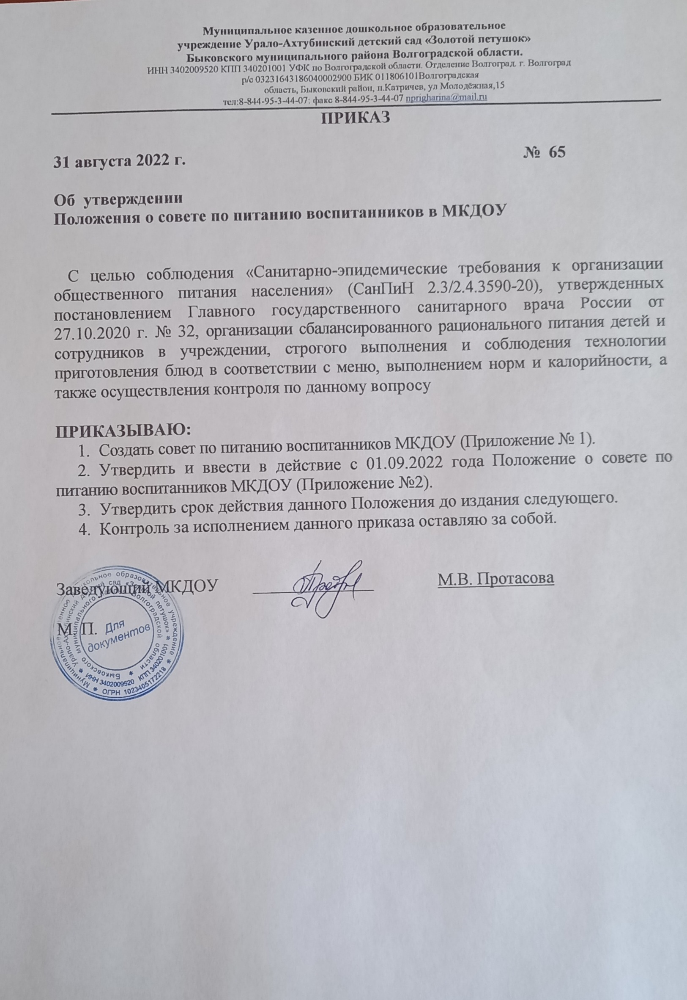 Муниципальное казенное дошкольное образовательное
учреждение Урало-Ахтубинский детский сад «Золотой петушок»
Быковского муниципального района Волгоградской области.
ИНН 3402009520 КПП 340201001 УФК по Волгоградской области. Отделение Волгоград. г. Волгоград
р/с 03231643186040002900 БИК 011806101Волгоградская
область, Быковский район, п.Катричев, ул Молодёжная,15
тел:8-844-95-3-44-07: факс 8-844-95-3-44-07 nprigharina@mail.ru
ПРИКАЗ
31 августа 2022 г. № 65
Об утверждении
Положения о совете по питанию воспитанников в МКДОУ
С целью соблюдения «Санитарно-эпидемические требования к организации
общественного питания населения» (СанПиН 2.3/2.4.3590-20), утвержденных
постановлением Главного государственного санитарного врача России от
27.10.2020 г. № 32, организации сбалансированного рационального питания детей и
сотрудников в учреждении, строгого выполнения и соблюдения технологии
приготовления блюд в соответствии с меню, выполнением норм и калорийности, а
также осуществления контроля по данному вопросу
ПРИКАЗЫВАЮ:
1. Создать совет по питанию воспитанников МКДОУ (Приложение № 1).
2. Утвердить и ввести в действие с 01.09.2022 года Положение о совете по
питанию воспитанников МКДОУ (Приложение №2).
3. Утвердить срок действия данного Положения до издания следующего.
4. Контроль за исполнением данного приказа оставляю за собой.
Заведующий МКДОУ М.В. Протасова
М. П.
Для
документов
Муниципальное казенное дошкольное образовательное учреждение * ОГРН 1023405172218 *
Урало-Ахтубинский детский сад «Золотой петушок» * ИНН 3402009520 КПП 340201001 *
Быковского муниципального района Волгоградской области *